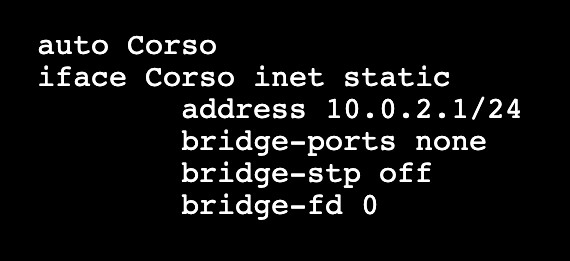 auto Corso
iface Corso inet static
        address 10.0.2.1/24
        bridge-ports none
        bridge-stp off
        bridge-fd 0